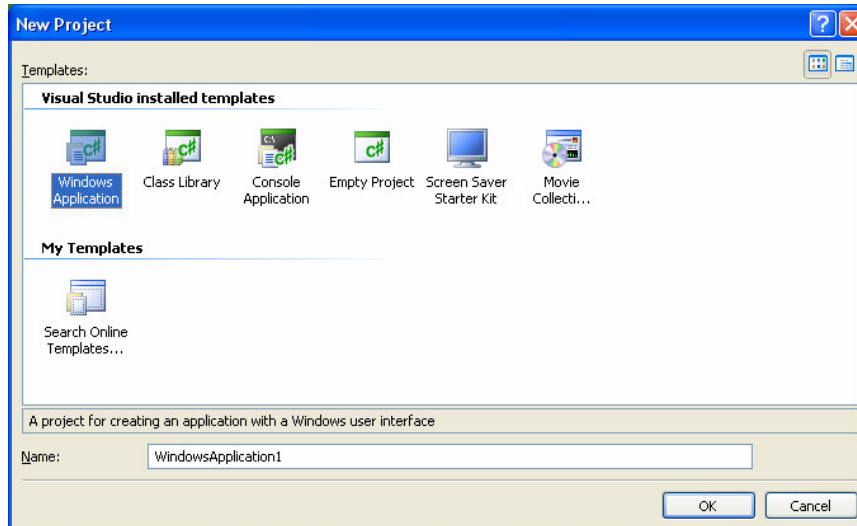 New Project
Templates:
Visual Studio installed templates
Windows Application
Class Library
Console Application
Empty Project
Screen Saver Starter Kit
Movie Collecti...
My Templates
Search Online Templates...
A project for creating an application with a Windows user interface
Name:
WindowsApplication1
OK
Cancel